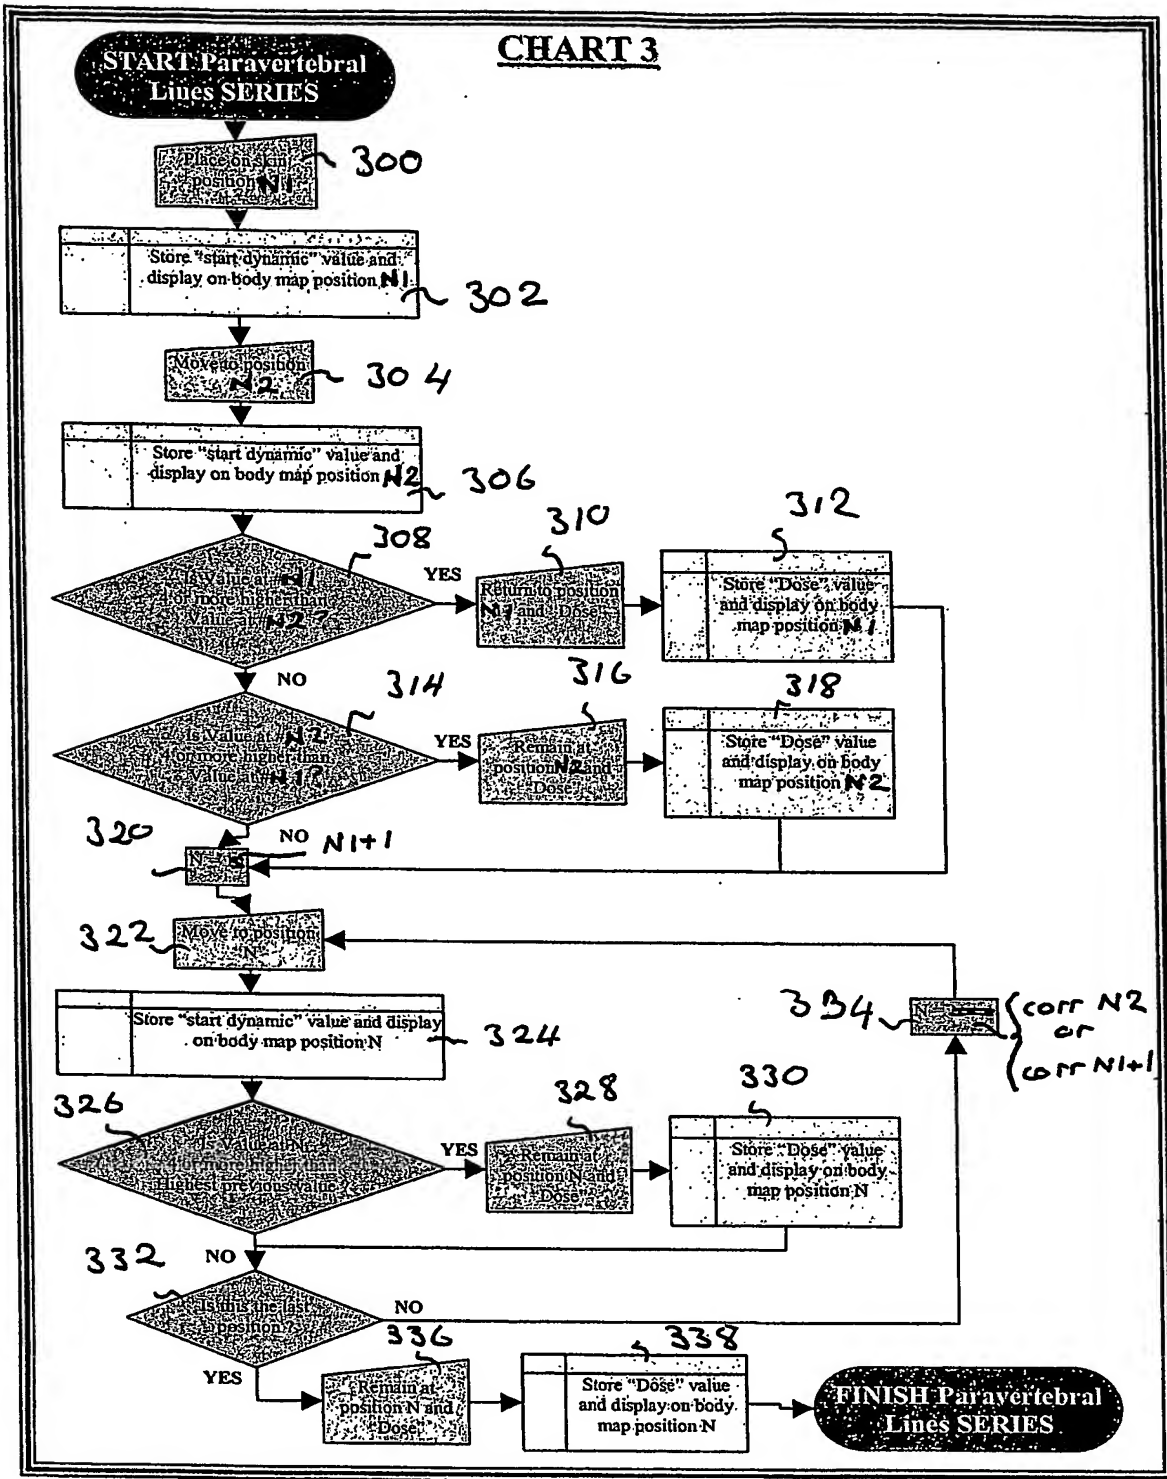 CHART 3
START Paravertebral
Lines SERIES
Place on skin
position N1
300
Store "start dynamic" value and
display on body map position N1
302
Move to position
N2
304
Store "start dynamic" value and
display on body map position N2
306
308
Is Value at #N1
4 or more higher than
Value at #N2?
YES
310
Return to position
N1 and "Dose"
312
Store "Dose" value
and display on body
map position N1
NO
314
Is Value at #N2
4 or more higher than
Value at #N1?
YES
316
Remain at
position N2 and
"Dose"
318
Store "Dose" value
and display on body
map position N2
320
NO
N1+1
N =
322
Move to position
"N"
324
Store "start dynamic" value and display
on body map position N
334
N =
corr N2
or
corr N1+1
326
Is Value at N
4 or more higher than
Highest previous value?
YES
328
Remain at
position N and
"Dose"
330
Store "Dose" value
and display on body
map position N
NO
332
Is this the last
position?
NO
YES
336
Remain at
position N and
"Dose"
338
Store "Dose" value
and display on body
map position N
FINISH Paravertebral
Lines SERIES